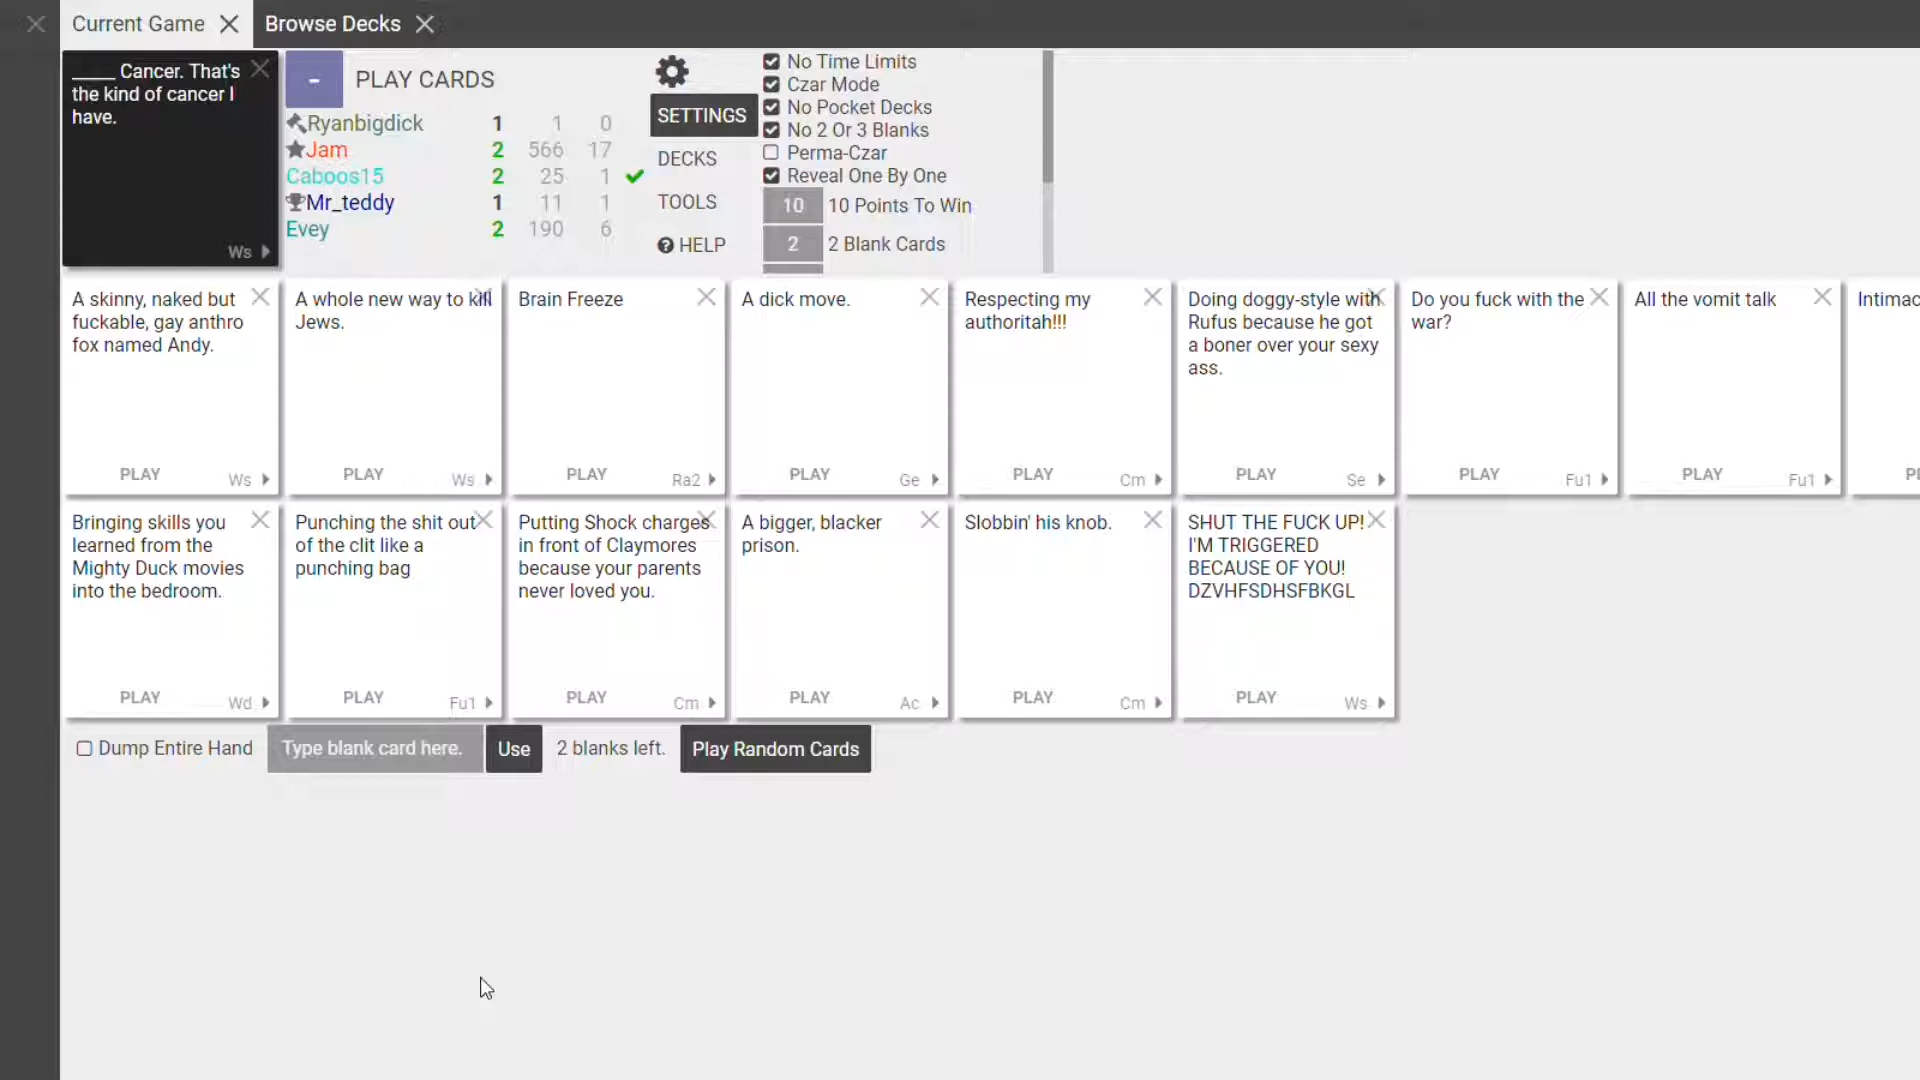 Current Game
Browse Decks
_____ Cancer. That's
the kind of cancer I
have.
Ws
-
PLAY CARDS
Ryanbigdick 1 1 0
Jam 2 566 17
Caboos15 2 25 1
Mr_teddy 1 11 1
Evey 2 190 6
SETTINGS
DECKS
TOOLS
HELP
No Time Limits
Czar Mode
No Pocket Decks
No 2 Or 3 Blanks
Perma-Czar
Reveal One By One
10 10 Points To Win
2 2 Blank Cards
A skinny, naked but
fuckable, gay anthro
fox named Andy.
PLAY Ws
A whole new way to kill
Jews.
PLAY Ws
Brain Freeze
PLAY Ra2
A dick move.
PLAY Ge
Respecting my
authoritah!!!
PLAY Cm
Doing doggy-style with
Rufus because he got
a boner over your sexy
ass.
PLAY Se
Do you fuck with the
war?
PLAY Fu1
All the vomit talk
PLAY Fu1
Bringing skills you
learned from the
Mighty Duck movies
into the bedroom.
PLAY Wd
Punching the shit out
of the clit like a
punching bag
PLAY Fu1
Putting Shock charges
in front of Claymores
because your parents
never loved you.
PLAY Cm
A bigger, blacker
prison.
PLAY Ac
Slobbin' his knob.
PLAY Cm
SHUT THE FUCK UP!
I'M TRIGGERED
BECAUSE OF YOU!
DZVHFSDHSFBKGL
PLAY Ws
Dump Entire Hand
Type blank card here.
Use
2 blanks left.
Play Random Cards